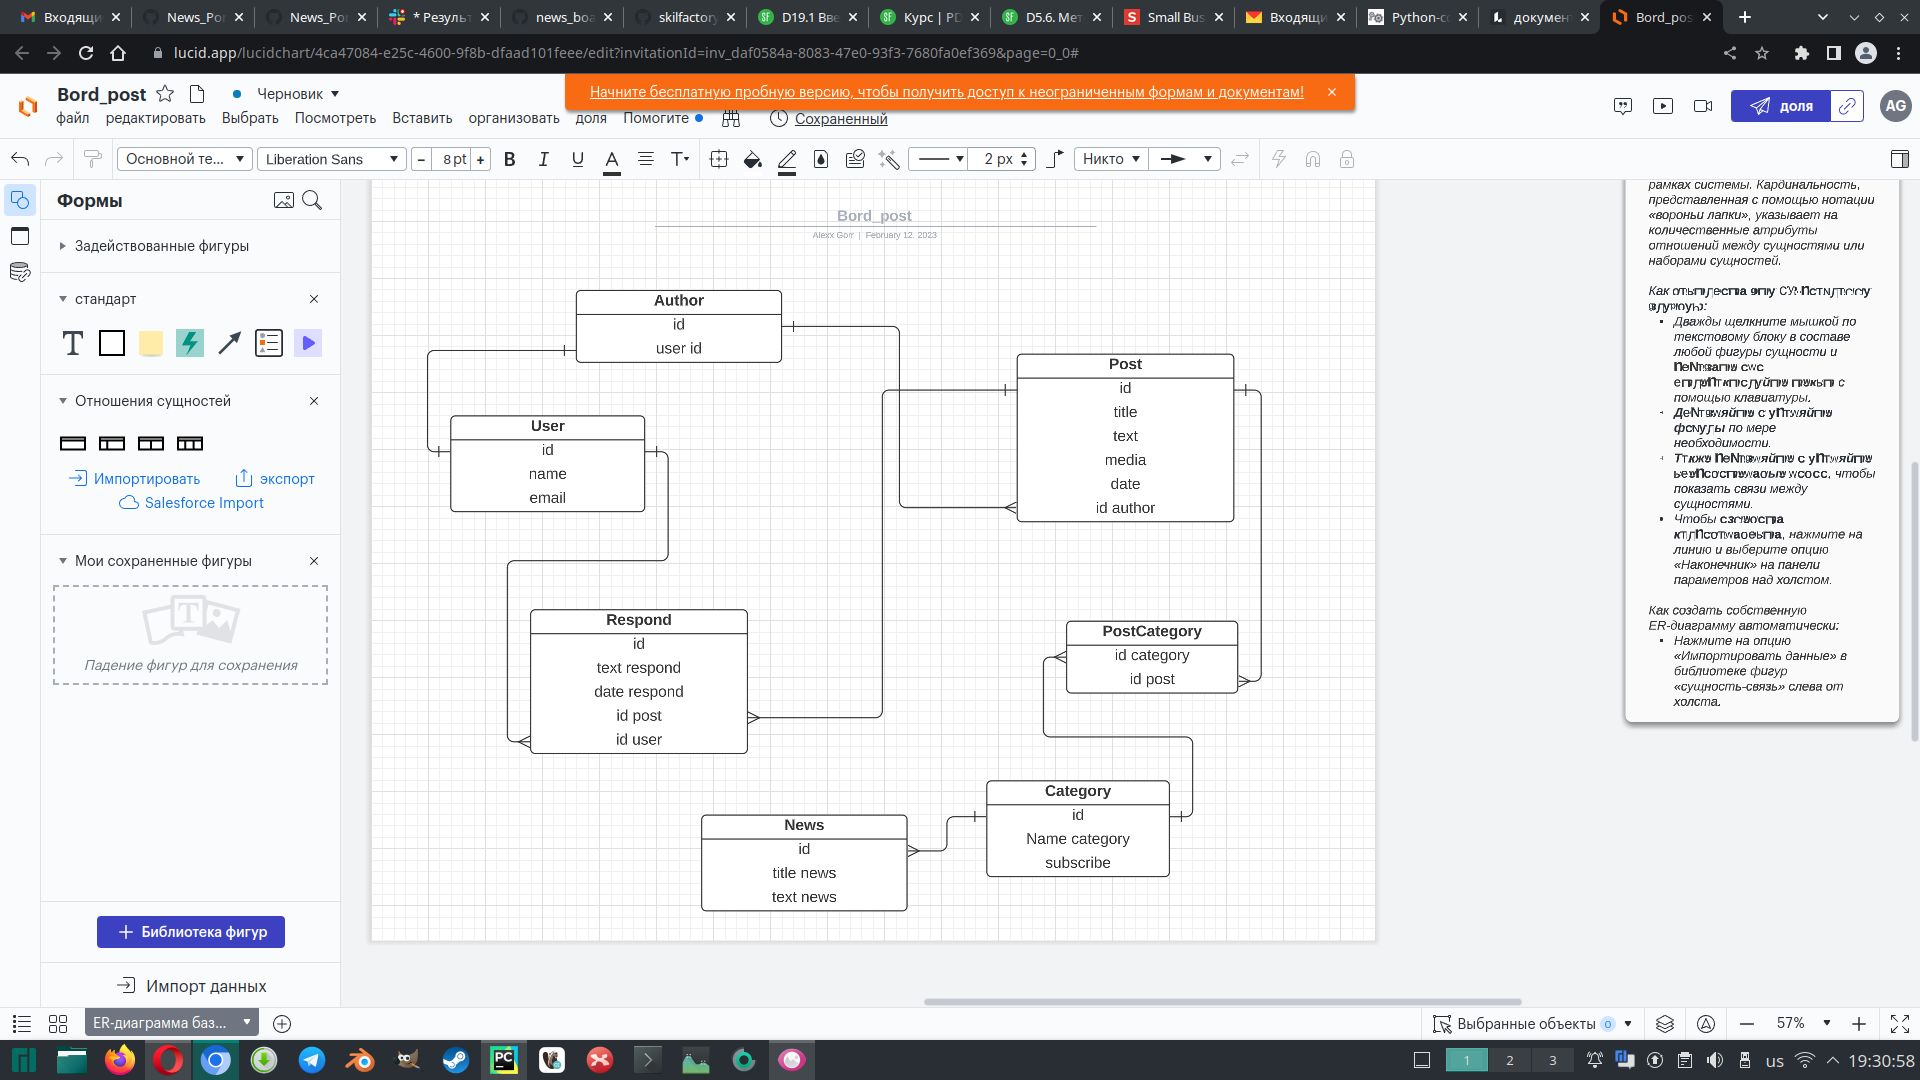 Входящи
News_Por
News_Por
* Резуль
news_boa
skilfactory
D19.1 Вве
Курс | PD
D5.6. Мет
Small Bus
Входящи
Python-сс
документ
Bord_pos
lucid.app/lucidchart/4ca47084-e25c-4600-9f8b-dfaad101feee/edit?invitationId=inv_daf0584a-8083-47e0-93f3-7680fa0ef369&page=0_0#
Bord_post
Черновик
Начните бесплатную пробную версию, чтобы получить доступ к неограниченным формам и документам!
файл редактировать Выбрать Посмотреть Вставить организовать доля Помогите Сохраненный
доля
AG
Основной те...
Liberation Sans
8 pt
B I U A T
2 px
Никто
Формы
Задействованные фигуры
стандарт
Отношения сущностей
Импортировать
экспорт
Salesforce Import
Мои сохраненные фигуры
Падение фигур для сохранения
Библиотека фигур
Импорт данных
Bord_post
Alexx Gorr | February 12, 2023
Author
id
user id
User
id
name
email
Post
id
title
text
media
date
id author
Respond
id
text respond
date respond
id post
id user
PostCategory
id category
id post
Category
id
Name category
subscribe
News
id
title news
text news
рамках системы. Кардинальность,
представленная с помощью нотации
«вороньи лапки», указывает на
количественные атрибуты
отношений между сущностями или
наборами сущностей.
Как
Дважды щелкните мышкой по
текстовому блоку в составе
любой фигуры сущности и
с
помощью клавиатуры.
по мере
необходимости.
чтобы
показать связи между
сущностями.
Чтобы
нажмите на
линию и выберите опцию
«Наконечник» на панели
параметров над холстом.
Как создать собственную
ER-диаграмму автоматически:
Нажмите на опцию
«Импортировать данные» в
библиотеке фигур
«сущность-связь» слева от
холста.
ER-диаграмма баз...
Выбранные объекты 0
57%
1 2 3
us
19:30:58